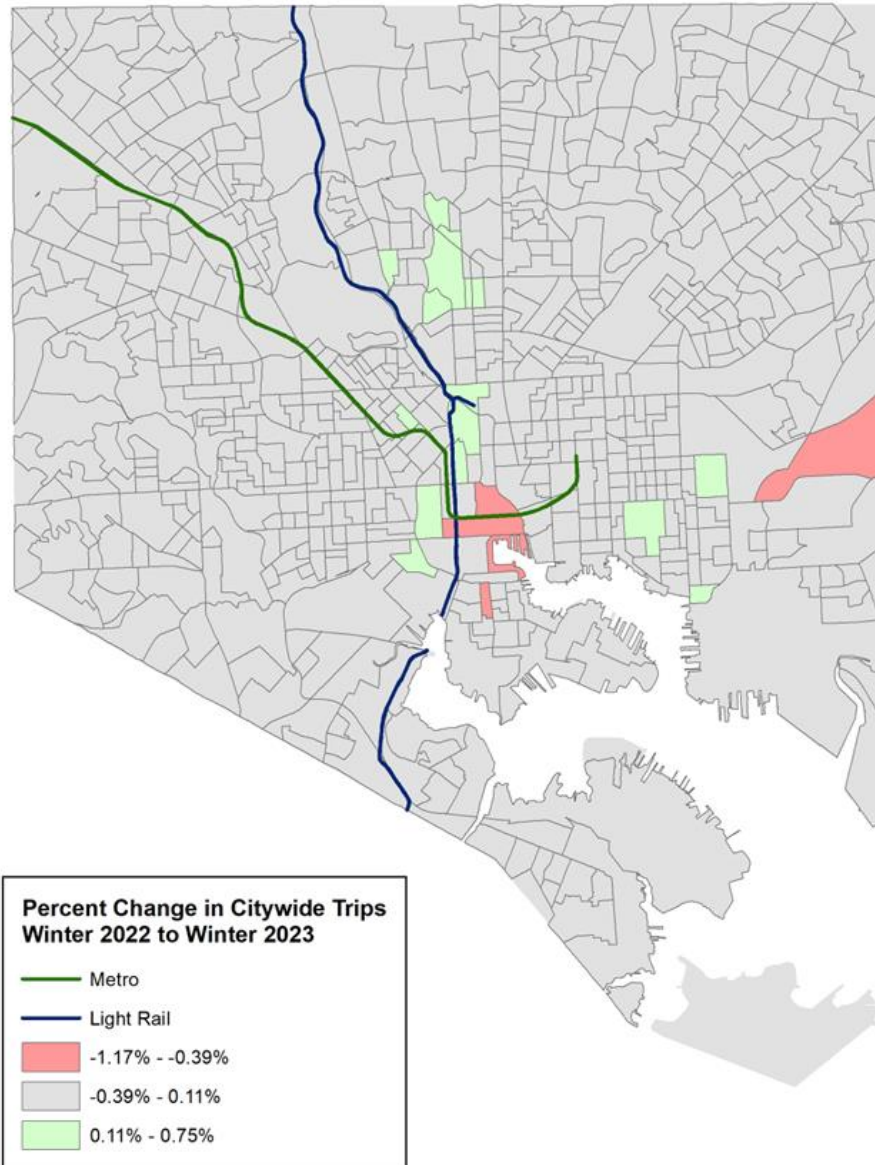 Percent Change in Citywide Trips
Winter 2022 to Winter 2023
Metro
Light Rail
-1.17% - -0.39%
-0.39% - 0.11%
0.11% - 0.75%